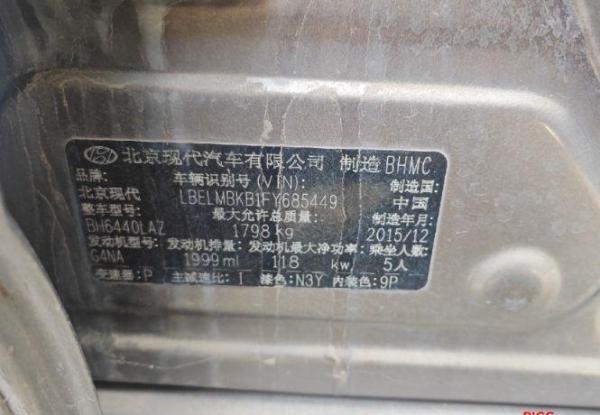 北京现代汽车有限公司 制造 BHMC
品牌: 车辆识别号(VIN): 制造国:
北京现代 LBELMBKB1FY685449 中国
整车型号: 最大允许总质量: 制造年月:
BH6440LAZ 1798 kg 2015/12
发动机型号: 发动机排量: 发动机最大净功率: 乘坐人数:
G4NA 1999 ml 118 kw 5人
变速器:P 主减速比: I 漆色:N3Y 内装色:9P
PICC